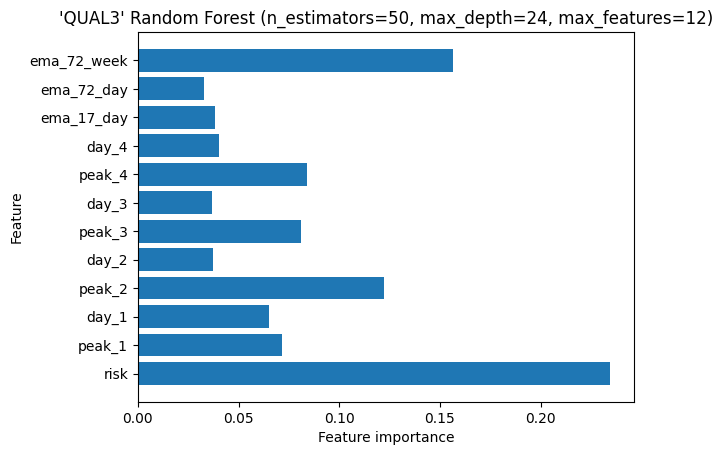 'QUAL3' Random Forest (n_estimators=50, max_depth=24, max_features=12)
ema_72_week
ema_72_day
ema_17_day
day_4
peak_4
day_3
peak_3
day_2
peak_2
day_1
peak_1
risk
Feature
0.00 0.05 0.10 0.15 0.20
Feature importance